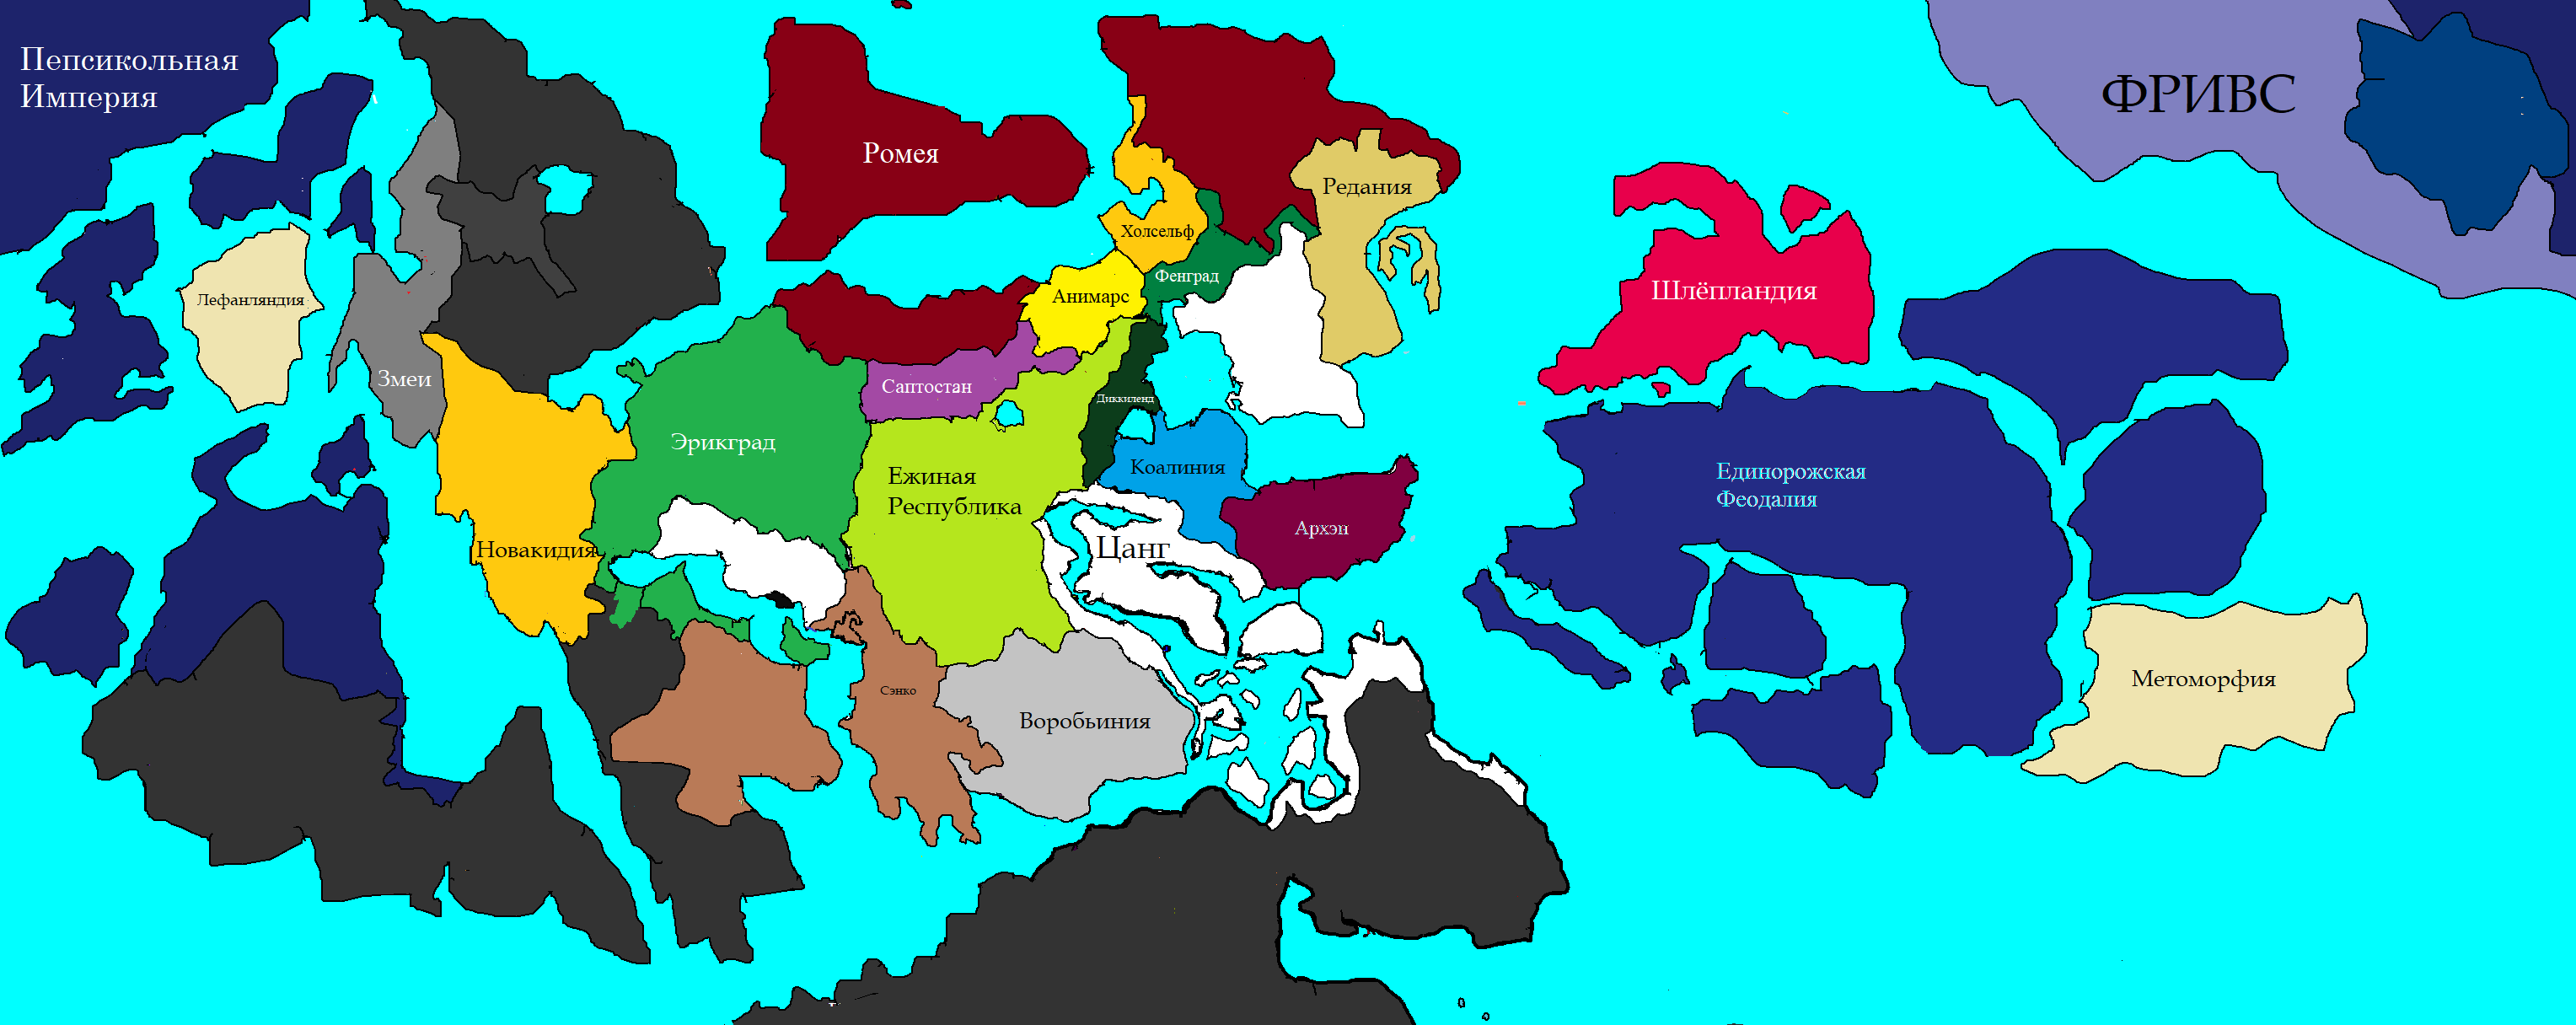 Пепсикольная
Империя
ФРИВС
Ромея
Редания
Холсельф
Фенград
Анимарс
Лефанляндия
Шлёпландия
Змеи
Саптостан
Диккиленд
Эрикград
Коалиния
Ежиная
Республика
Единорожская
Феодалия
Архэп
Цанг
Новакидия
Сэнко
Метоморфия
Воробьиния